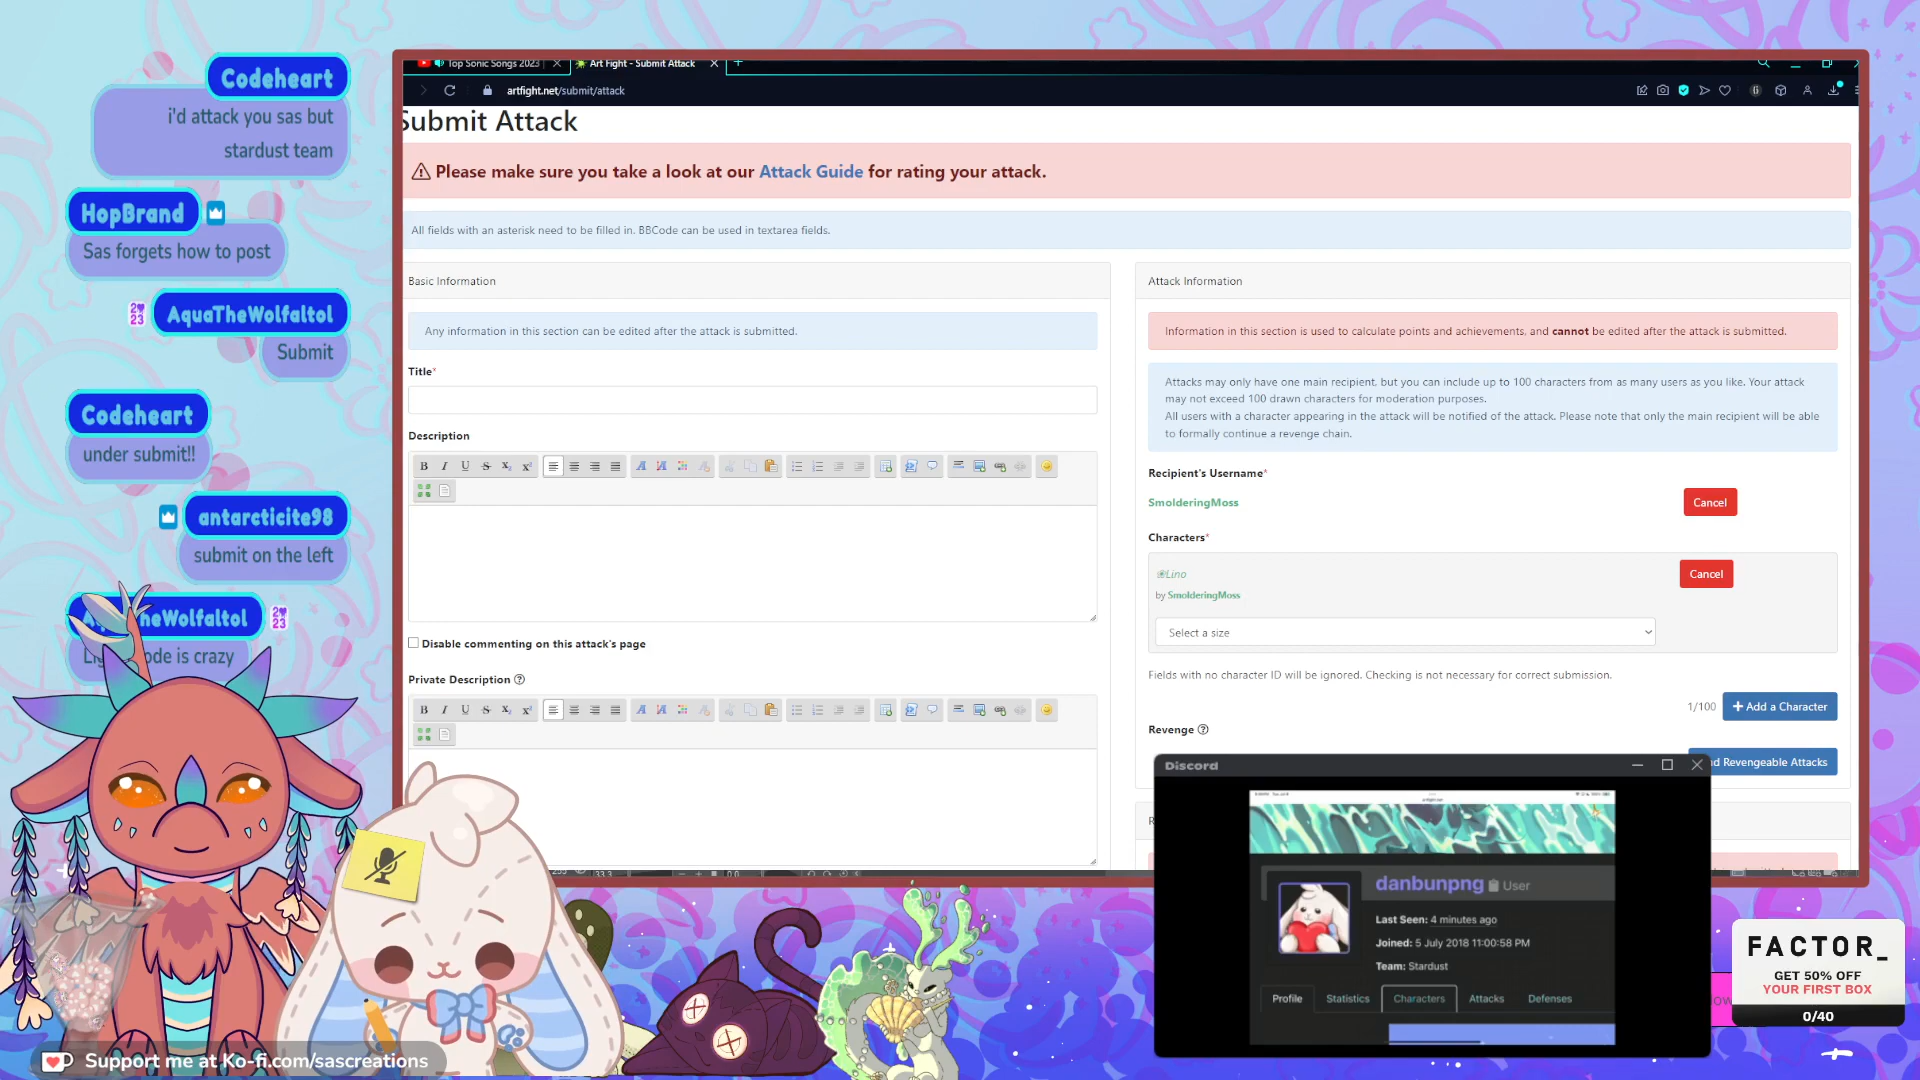 Codeheart
i'd attack you sas but
stardust team
HopBrand
Sas forgets how to post
AquaTheWolfaltol
Submit
Codeheart
under submit!!
antarcticite98
submit on the left
heWolfaltol
ode is crazy
Support me at Ko-fi.com/sascreations
Top Sonic Songs 2023
Art Fight - Submit Attack
artfight.net/submit/attack
Submit Attack
Please make sure you take a look at our Attack Guide for rating your attack.
All fields with an asterisk need to be filled in. BBCode can be used in textarea fields.
Basic Information
Any information in this section can be edited after the attack is submitted.
Title*
Description
Disable commenting on this attack's page
Private Description
Attack Information
Information in this section is used to calculate points and achievements, and cannot be edited after the attack is submitted.
Attacks may only have one main recipient, but you can include up to 100 characters from as many users as you like. Your attack
may not exceed 100 drawn characters for moderation purposes.
All users with a character appearing in the attack will be notified of the attack. Please note that only the main recipient will be able
to formally continue a revenge chain.
Recipient's Username*
SmolderingMoss
Cancel
Characters*
Lino
Cancel
by SmolderingMoss
Select a size
Fields with no character ID will be ignored. Checking is not necessary for correct submission.
1/100
Add a Character
Revenge
d Revengeable Attacks
Discord
danbunpng User
Last Seen: 4 minutes ago
Joined: 5 July 2018 11:00:58 PM
Team: Stardust
Profile
Statistics
Characters
Attacks
Defenses
FACTOR_
GET 50% OFF
YOUR FIRST BOX
0/40